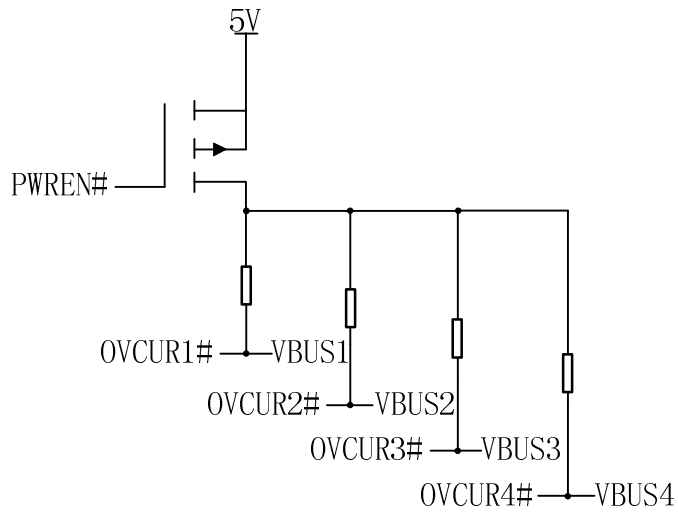 5V
PWREN#
OVCUR1# VBUS1
OVCUR2# VBUS2
OVCUR3# VBUS3
OVCUR4# VBUS4